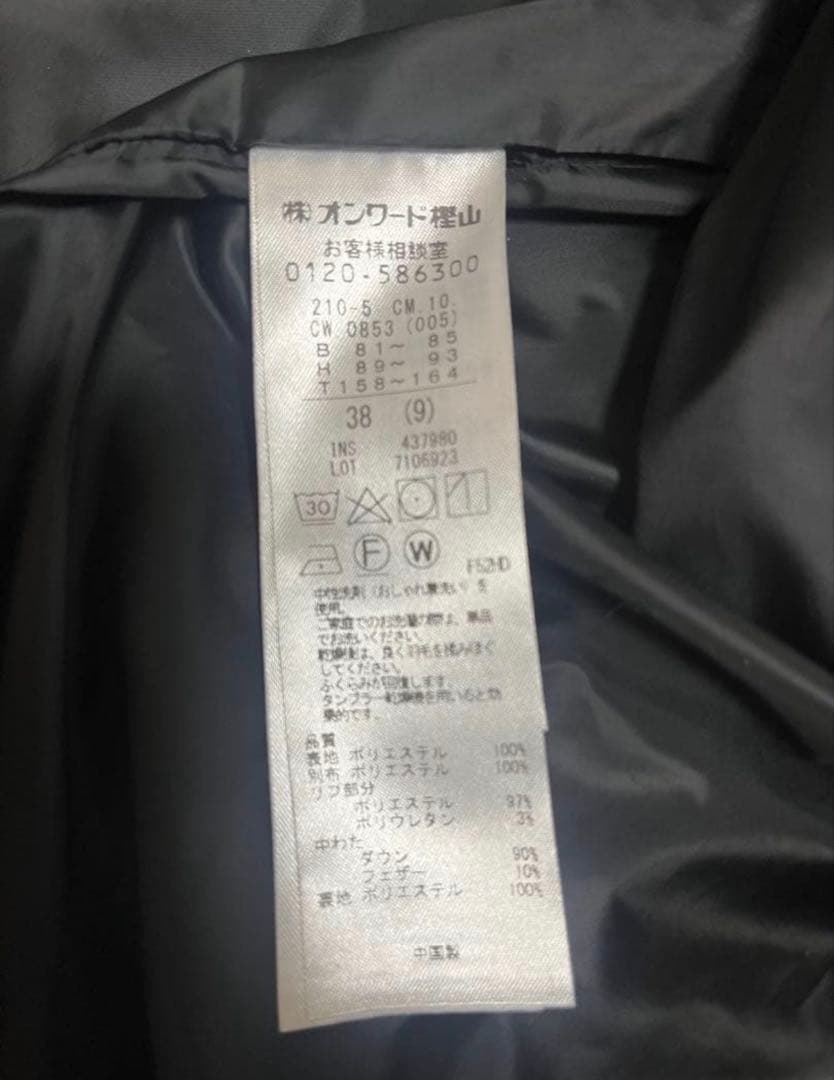 ㈱オンワード樫山
お客様相談室
0120-586300
210-5 CM.10.
CW 0853 (005)
B 81〜 85
H 89〜 93
T 158〜164
38 (9)
INS 437980
LOT 7106923
30
F W F52HD
中性洗剤（おしゃれ着洗い）を
使用。
ご家庭でのお洗濯の際は、単品
でお洗いください。
乾燥後は、良く羽毛を揉みほぐ
してください。
ふくらみが回復します。
タンブラー乾燥機を用いると効
果的です。
品質
表地 ポリエステル 100%
別布 ポリエステル 100%
リブ部分
ポリエステル 97%
ポリウレタン 3%
中わた
ダウン 90%
フェザー 10%
裏地 ポリエステル 100%
中国製